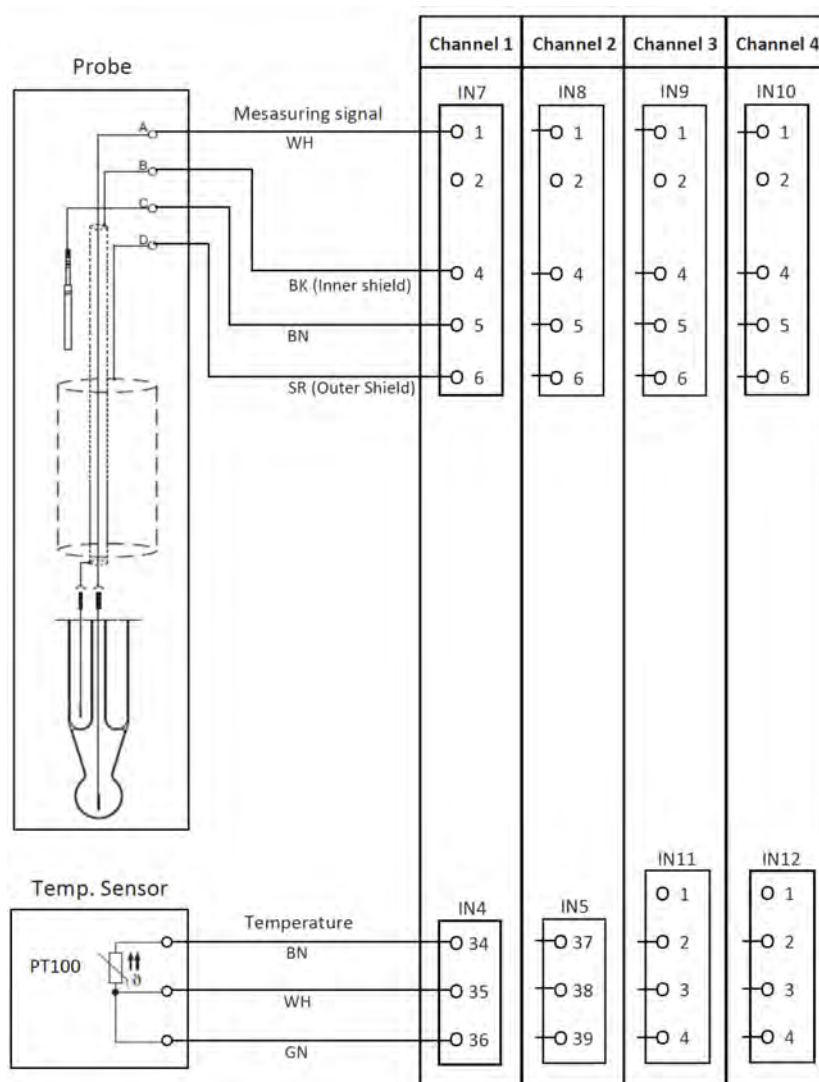 Channel 1 Channel 2 Channel 3 Channel 4
Probe
IN7 IN8 IN9 IN10
A Mesasuring signal 1 1 1 1
WH
B 2 2 2 2
C
D
4 4 4 4
BK (Inner shield)
5 5 5 5
BN
6 6 6 6
SR (Outer Shield)
IN11 IN12
Temp. Sensor
IN4 IN5 1 1
Temperature
34 37 2 2
BN
PT100 ϑ
35 38 3 3
WH
36 39 4 4
GN